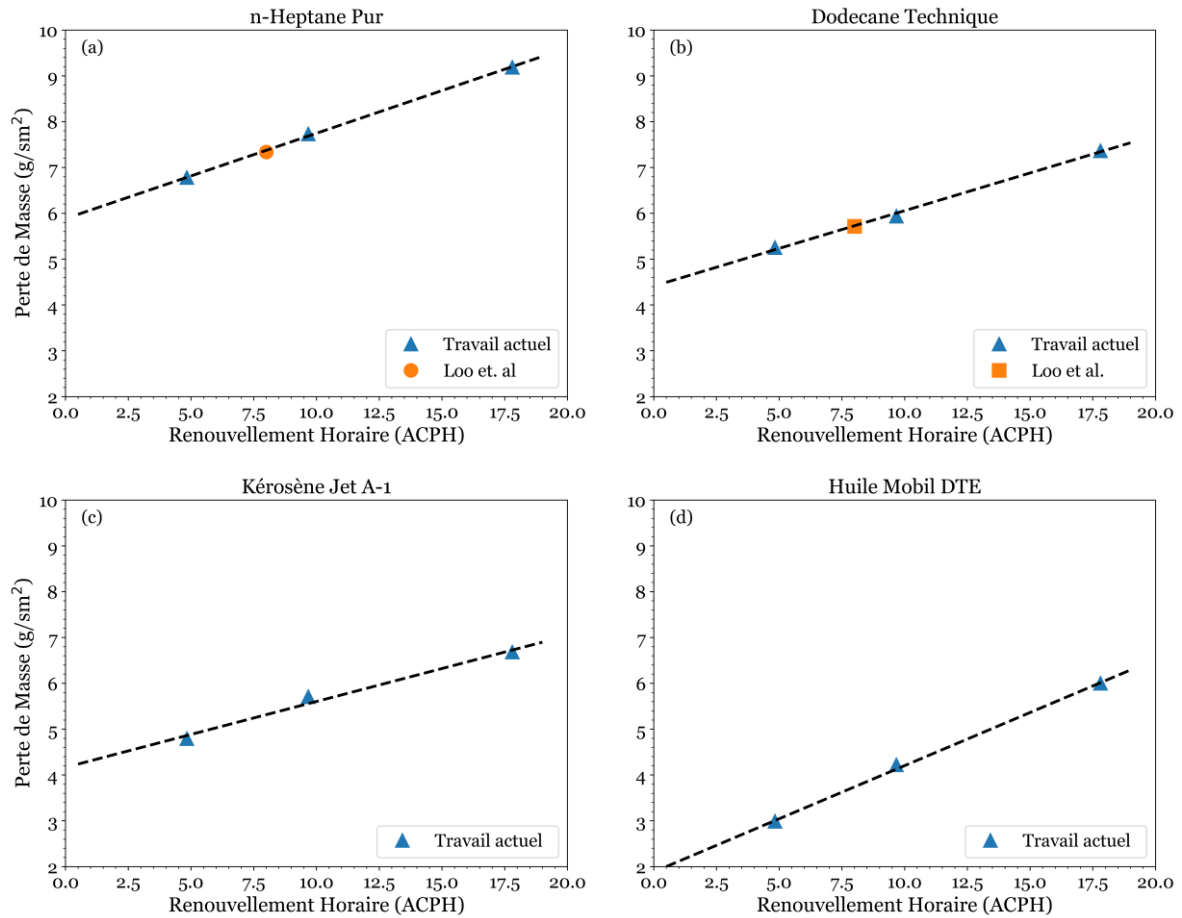 n-Heptane Pur
(a)
10
9
8
7
6
5
4
3
2
Perte de Masse (g/sm²)
0.0 2.5 5.0 7.5 10.0 12.5 15.0 17.5 20.0
Renouvellement Horaire (ACPH)
Travail actuel
Loo et. al
Dodecane Technique
(b)
10
9
8
7
6
5
4
3
2
0.0 2.5 5.0 7.5 10.0 12.5 15.0 17.5 20.0
Renouvellement Horaire (ACPH)
Travail actuel
Loo et al.
Kérosène Jet A-1
(c)
10
9
8
7
6
5
4
3
2
Perte de Masse (g/sm²)
0.0 2.5 5.0 7.5 10.0 12.5 15.0 17.5 20.0
Renouvellement Horaire (ACPH)
Travail actuel
Huile Mobil DTE
(d)
10
9
8
7
6
5
4
3
2
0.0 2.5 5.0 7.5 10.0 12.5 15.0 17.5 20.0
Renouvellement Horaire (ACPH)
Travail actuel